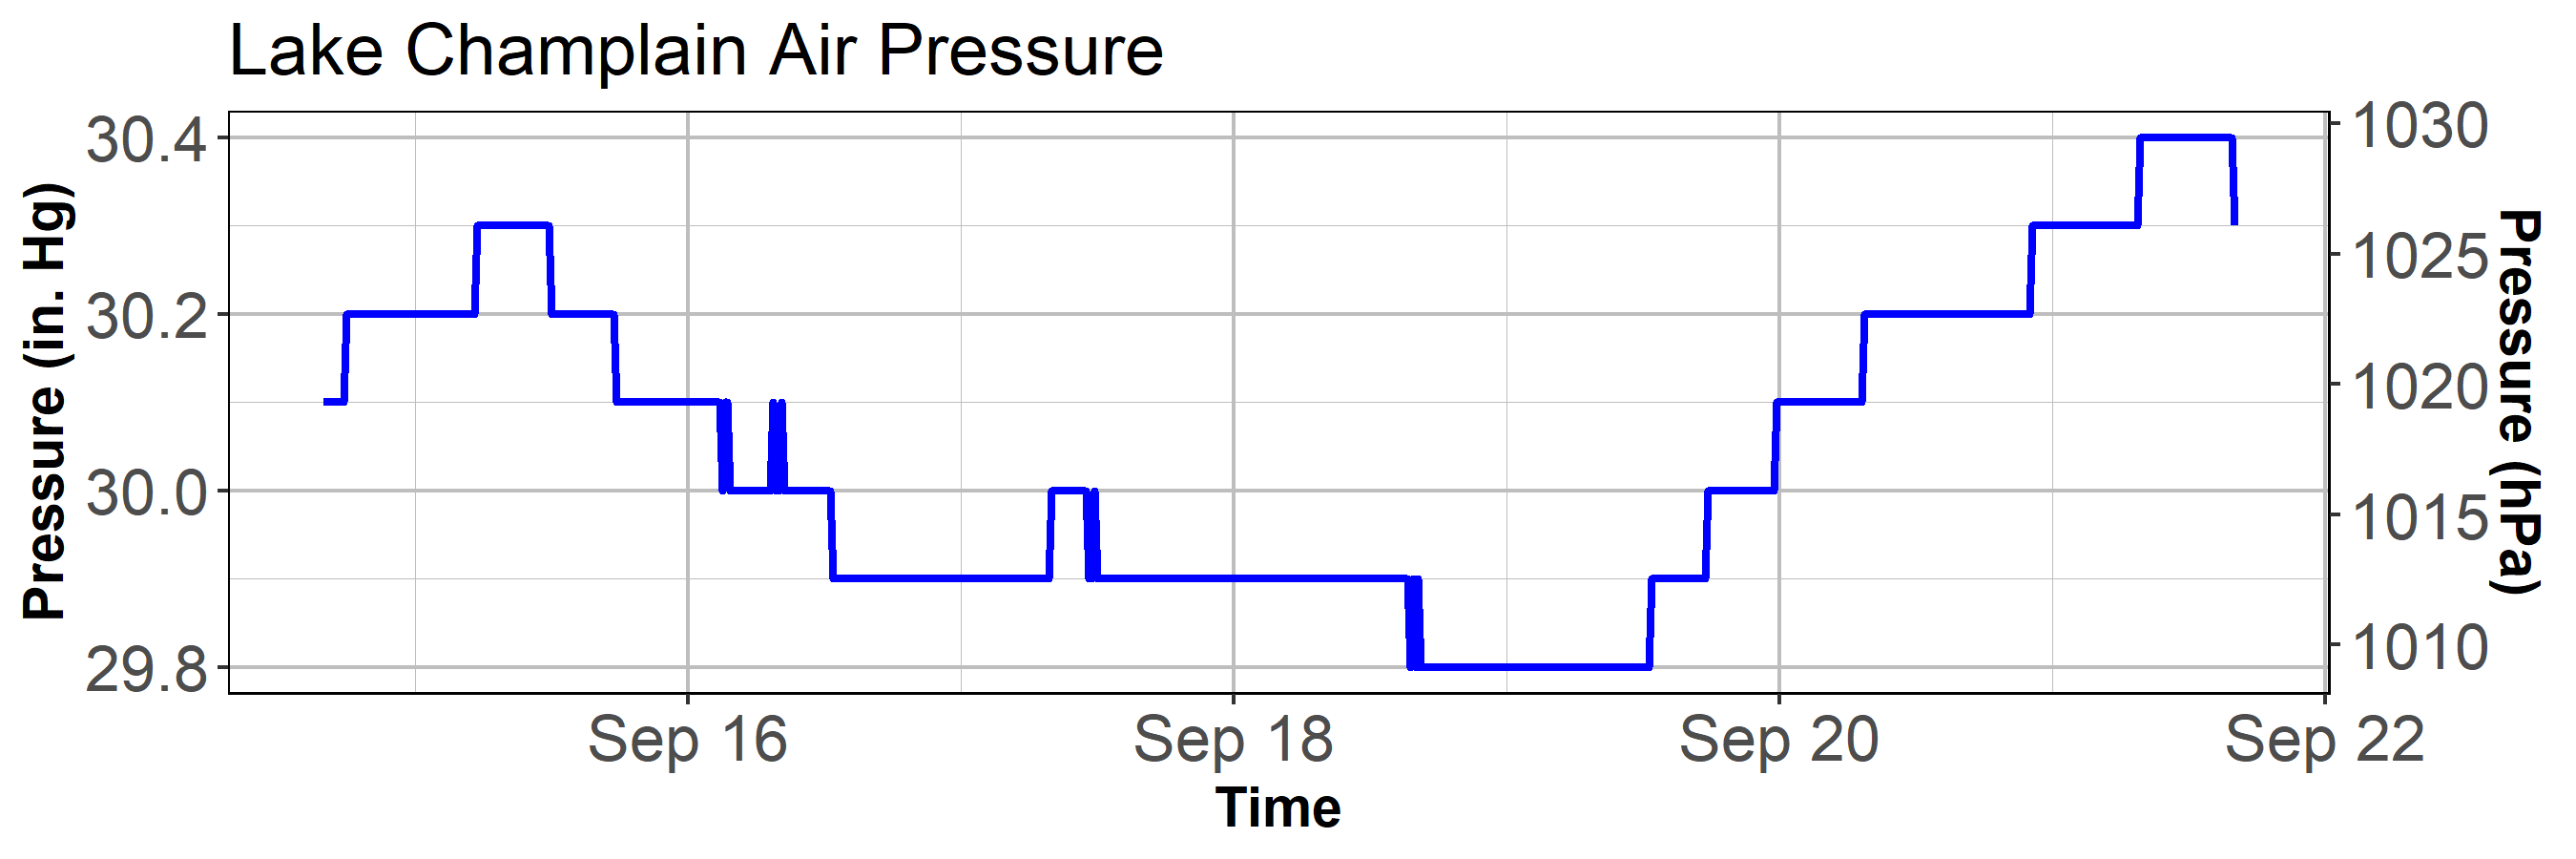 Lake Champlain Air Pressure
30.4
30.2
30.0
29.8
Pressure (in. Hg)
1030
1025
1020
1015
1010
Pressure (hPa)
Sep 16 Sep 18 Sep 20 Sep 22
Time